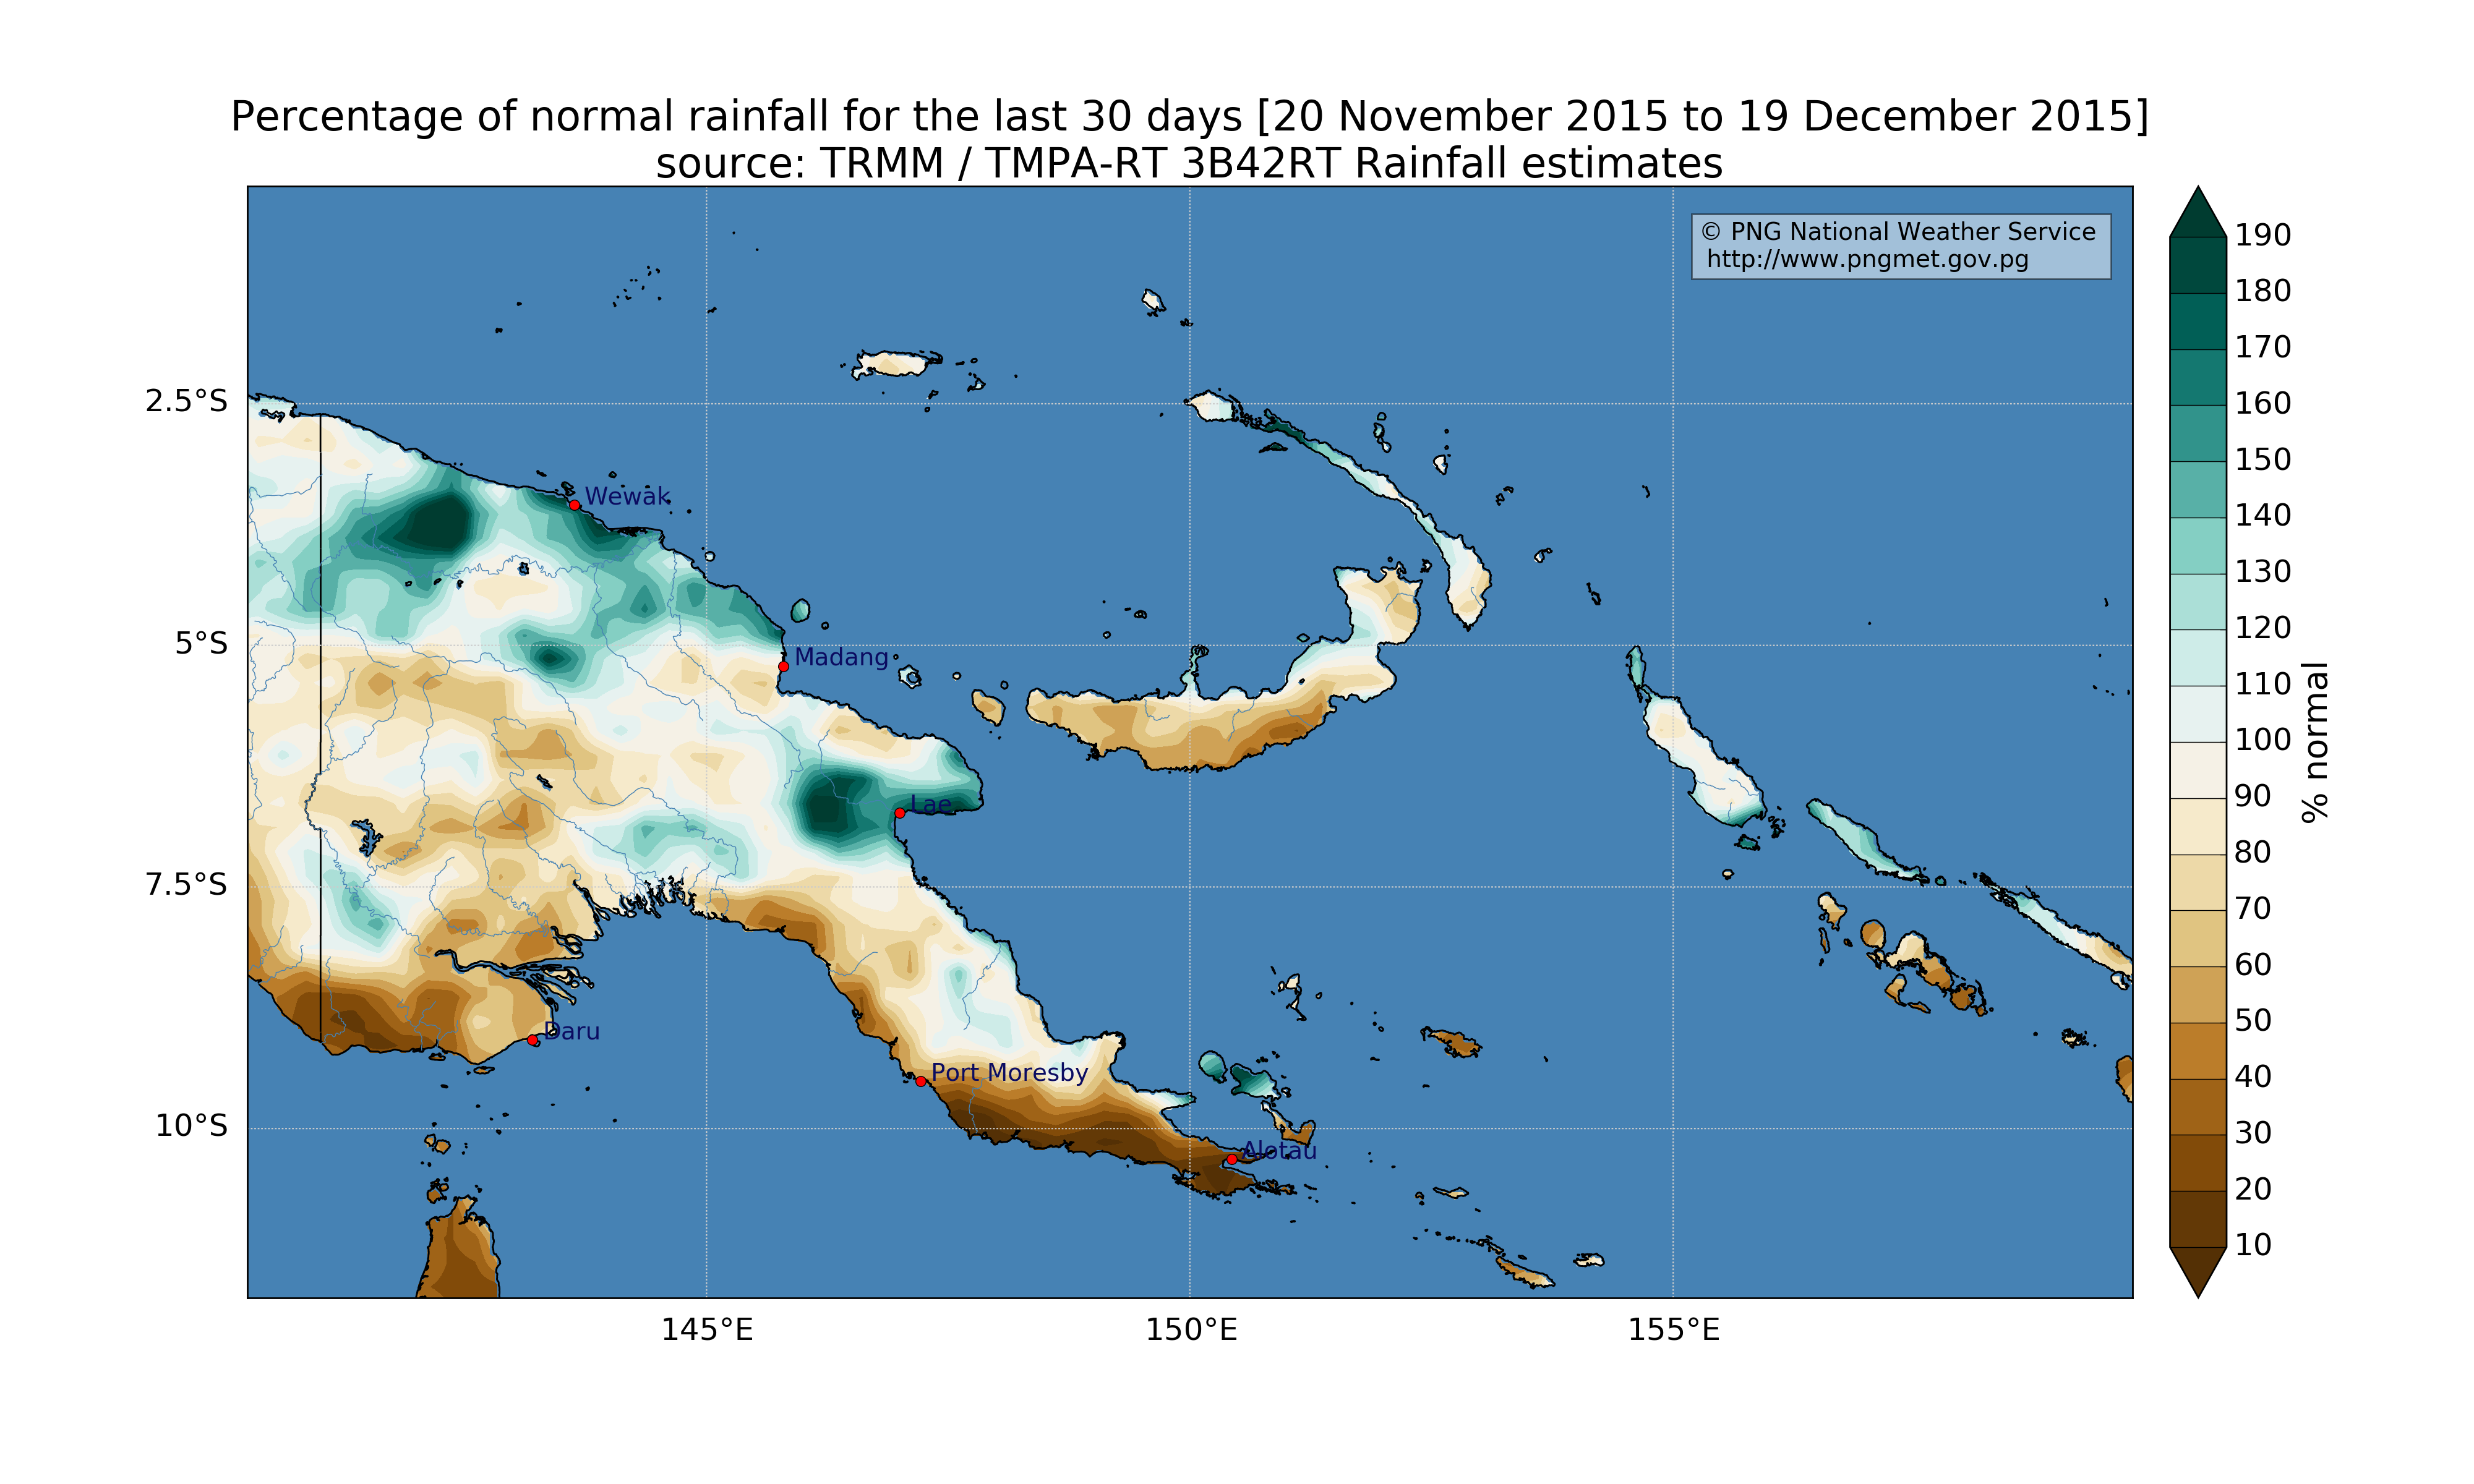 Percentage of normal rainfall for the last 30 days [20 November 2015 to 19 December 2015]
source: TRMM / TMPA-RT 3B42RT Rainfall estimates
© PNG National Weather Service
http://www.pngmet.gov.pg
2.5°S
5°S
7.5°S
10°S
Wewak
Madang
Lae
Daru
Port Moresby
Alotau
145°E
150°E
155°E
190
180
170
160
150
140
130
120
110
100
90
80
70
60
50
40
30
20
10
% normal